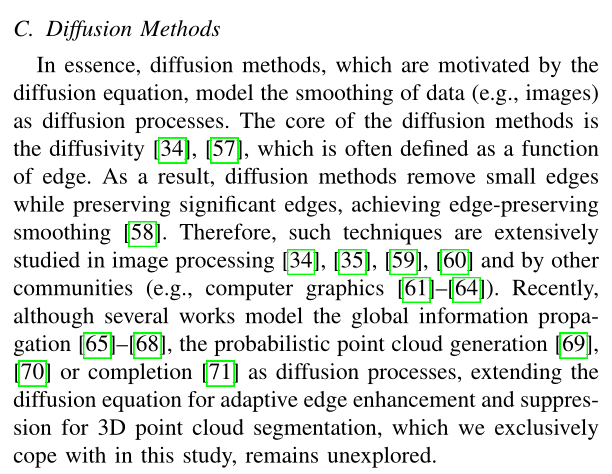 C. Diffusion Methods
In essence, diffusion methods, which are motivated by the
diffusion equation, model the smoothing of data (e.g., images)
as diffusion processes. The core of the diffusion methods is
the diffusivity [34], [57], which is often defined as a function
of edge. As a result, diffusion methods remove small edges
while preserving significant edges, achieving edge-preserving
smoothing [58]. Therefore, such techniques are extensively
studied in image processing [34], [35], [59], [60] and by other
communities (e.g., computer graphics [61]–[64]). Recently,
although several works model the global information propa-
gation [65]–[68], the probabilistic point cloud generation [69],
[70] or completion [71] as diffusion processes, extending the
diffusion equation for adaptive edge enhancement and suppres-
sion for 3D point cloud segmentation, which we exclusively
cope with in this study, remains unexplored.